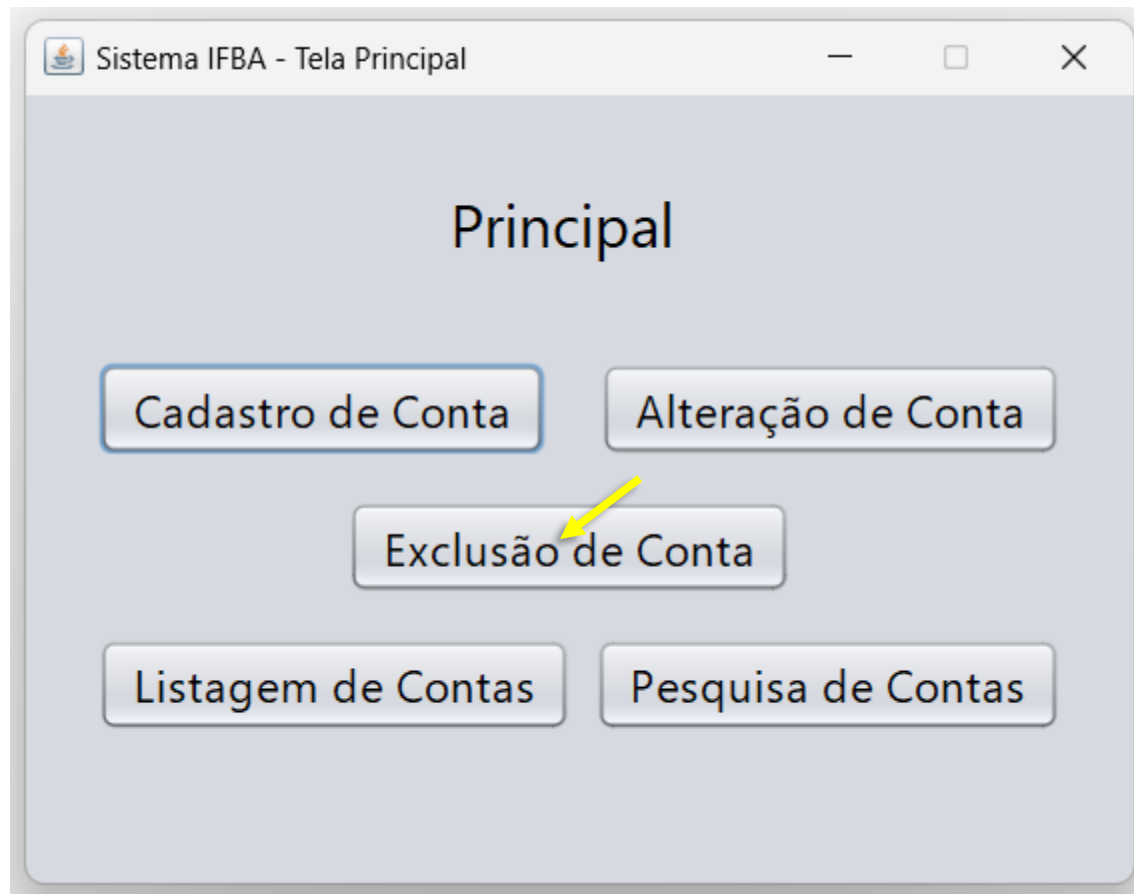 Sistema IFBA - Tela Principal
Principal
Cadastro de Conta
Alteração de Conta
Exclusão de Conta
Listagem de Contas
Pesquisa de Contas